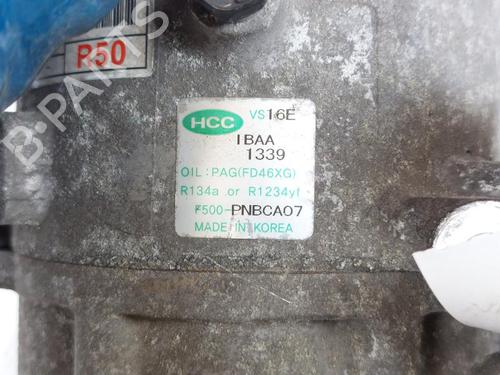 R50
HCC VS16E
IBAA
1339
OIL: PAG(FD46XG)
R134a or R1234yf
F500-PNBCA07
MADE IN KOREA
B-PARTS